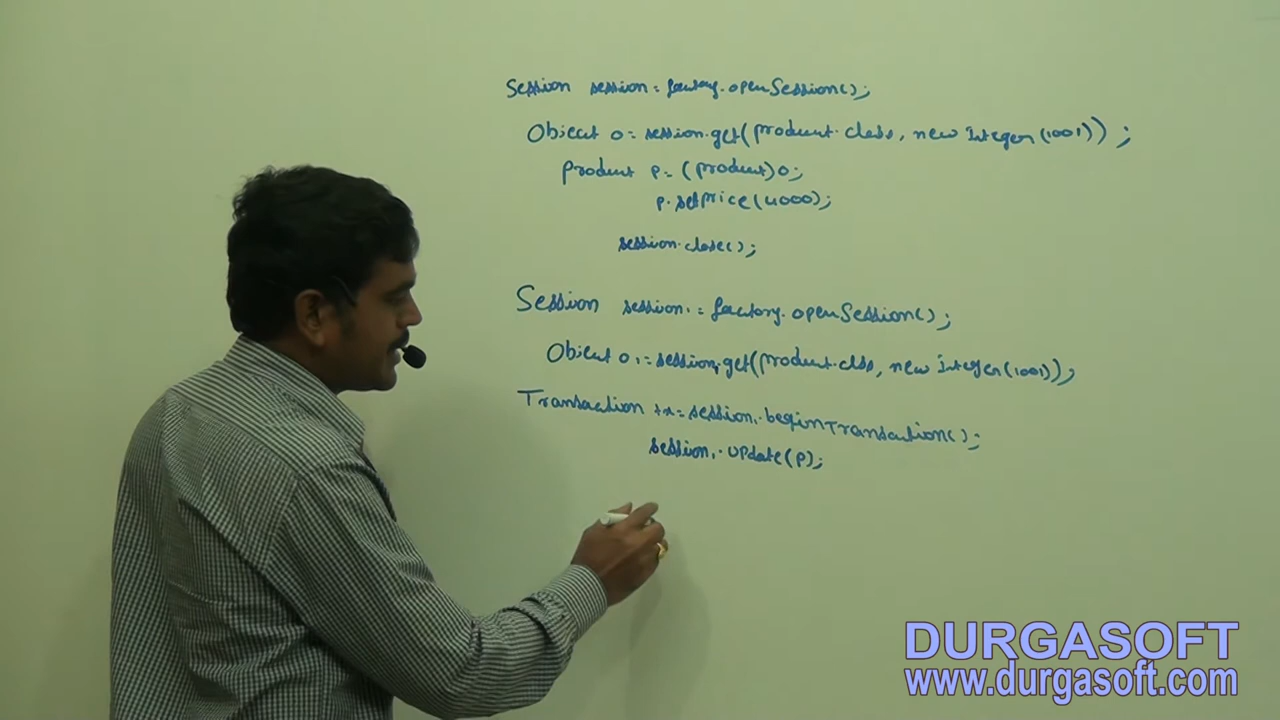 Session session = factory.openSession();
Object o = session.get(product.class, new Integer(1001));
product p = (product)o;
p.setprice(4000);
session.close();
Session session1 = factory.openSession();
Object o1 = session1.get(product.clss, new Integer(1001));
Transaction tx = session1.beginTransaction();
session1.update(p);
DURGASOFT
www.durgasoft.com